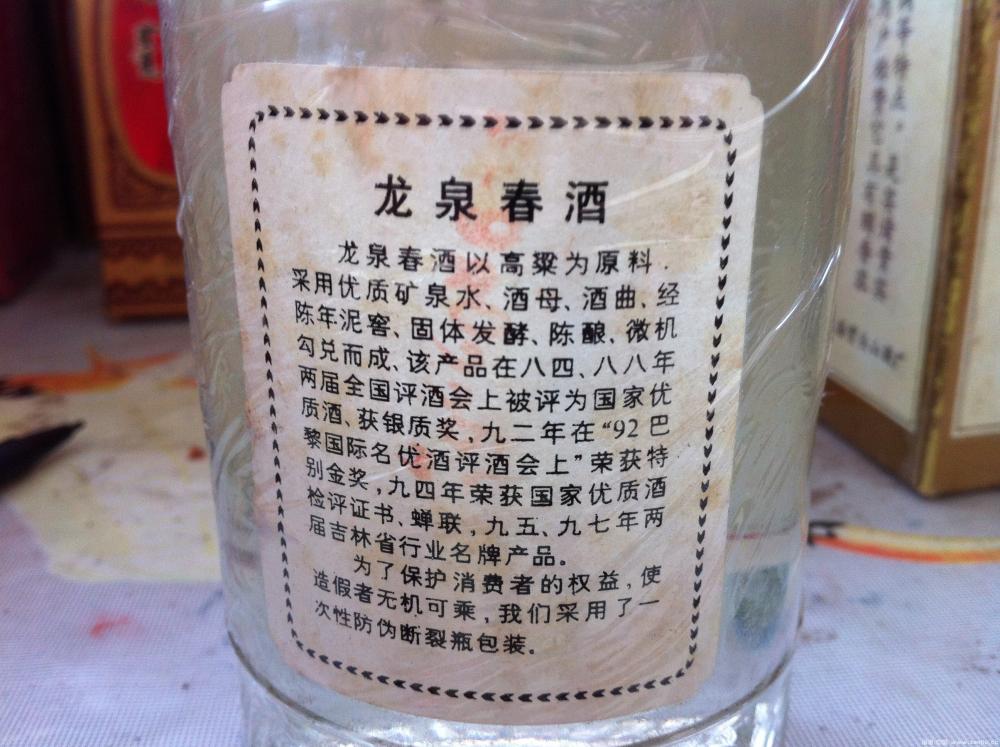 龙泉春酒
龙泉春酒以高粱为原料.
采用优质矿泉水、酒母、酒曲、经
陈年泥窖、固体发酵、陈酿、微机
勾兑而成、该产品在八四、八八年
两届全国评酒会上被评为国家优
质酒、获银质奖,九二年在“92巴
黎国际名优酒评酒会上”荣获特
别金奖,九四年荣获国家优质酒
检评证书、蝉联,九五、九七年两
届吉林省行业名牌产品。
为了保护消费者的权益,使
造假者无机可乘,我们采用了一
次性防伪断裂瓶包装。